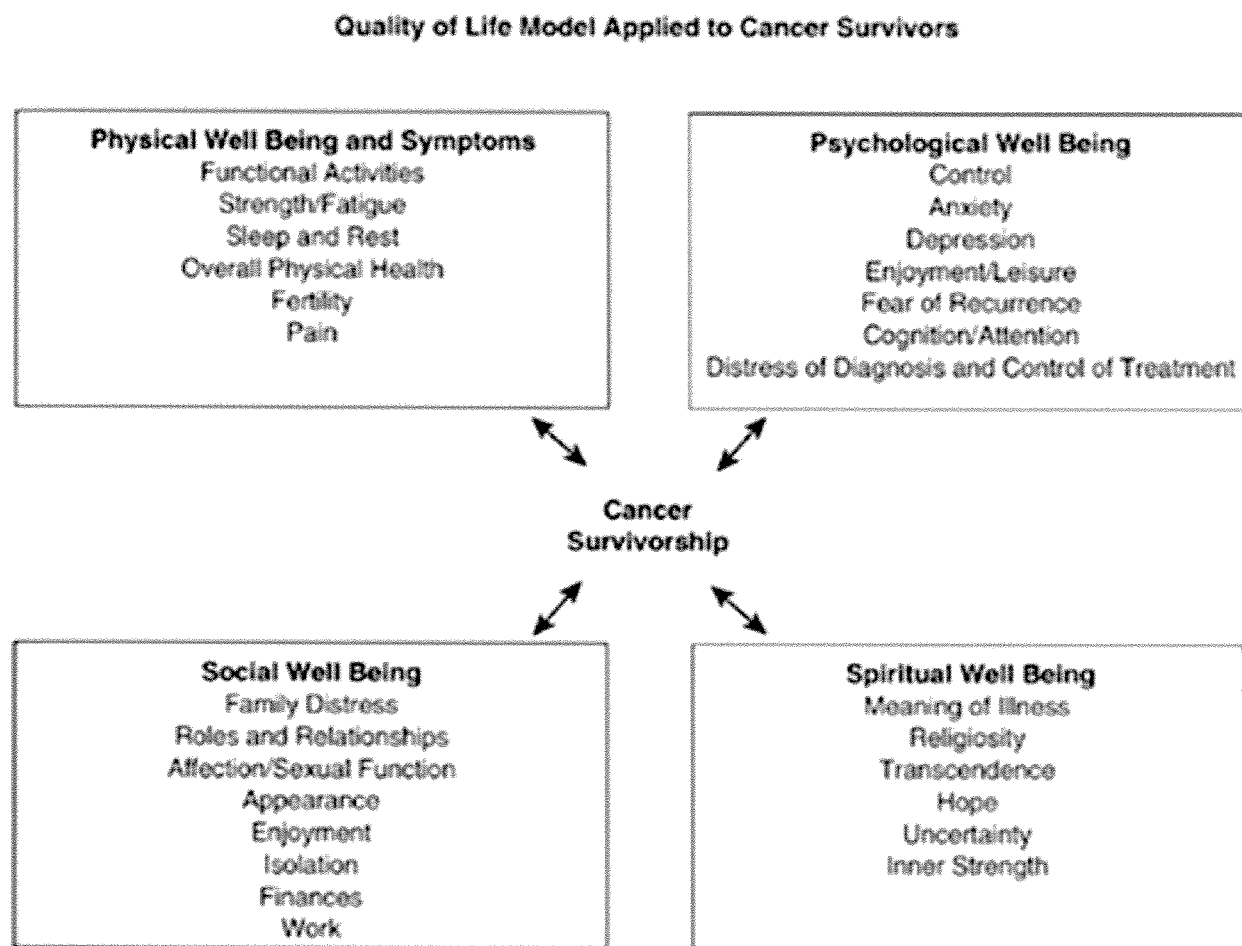 Quality of Life Model Applied to Cancer Survivors
Physical Well Being and Symptoms
Functional Activities
Strength/Fatigue
Sleep and Rest
Overall Physical Health
Fertility
Pain
Psychological Well Being
Control
Anxiety
Depression
Enjoyment/Leisure
Fear of Recurrence
Cognition/Attention
Distress of Diagnosis and Control of Treatment
Cancer
Survivorship
Social Well Being
Family Distress
Roles and Relationships
Affection/Sexual Function
Appearance
Enjoyment
Isolation
Finances
Work
Spiritual Well Being
Meaning of Illness
Religiosity
Transcendence
Hope
Uncertainty
Inner Strength